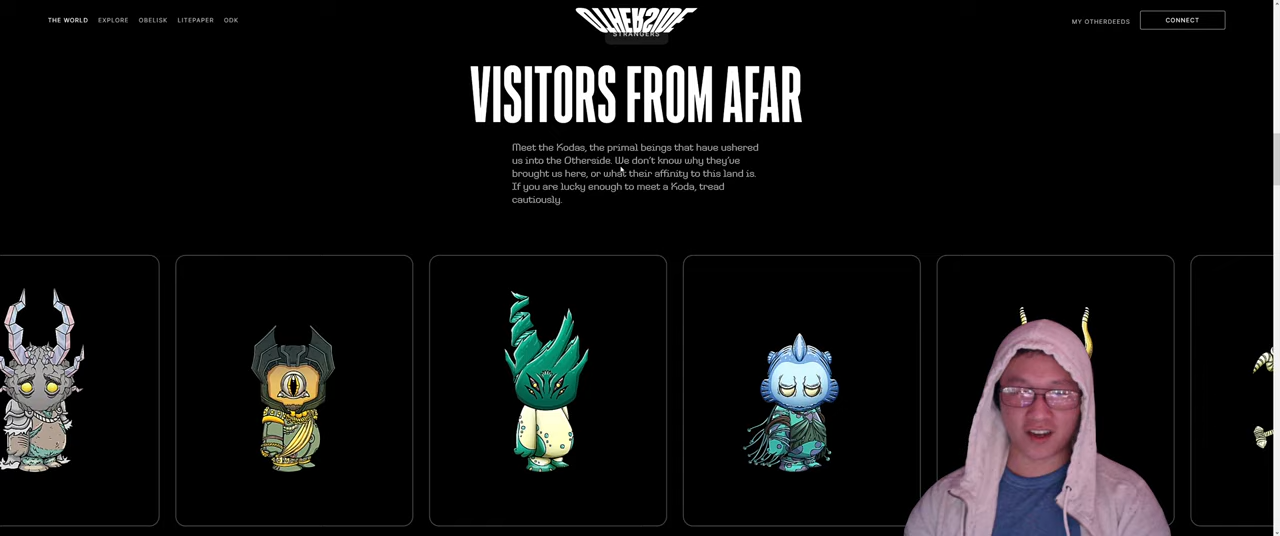 THE WORLD EXPLORE OBELISK LITEPAPER ODK OTHERSIDE MY OTHERDEEDS CONNECT
STRANGERS
VISITORS FROM AFAR
Meet the Kodas, the primal beings that have ushered
us into the Otherside. We don't know why they've
brought us here, or what their affinity to this land is.
If you are lucky enough to meet a Koda, tread
cautiously.